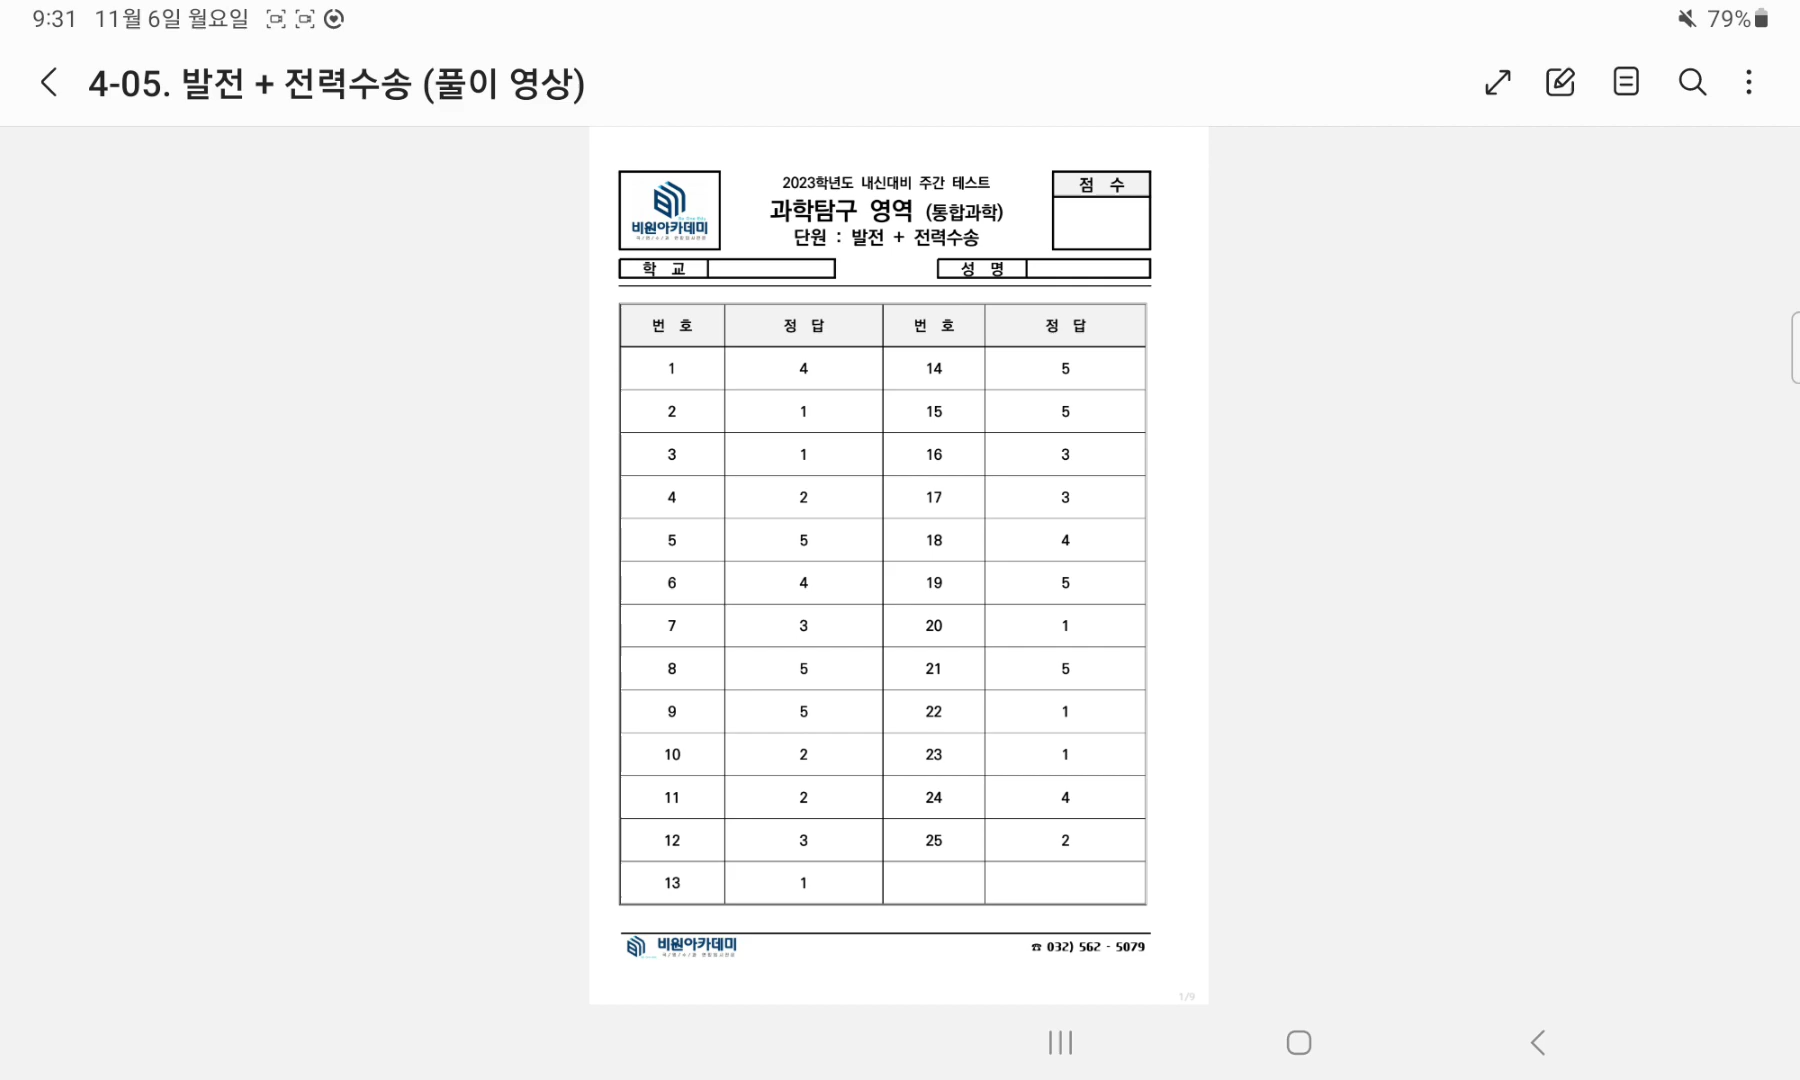 9:31 11월 6일 월요일
79%
4-05. 발전 + 전력수송 (풀이 영상)
2023학년도 내신대비 주간 테스트
과학탐구 영역 (통합과학)
단원 : 발전 + 전력수송
점 수
비원아카데미
학 교
성 명
번 호 정 답 번 호 정 답
1 4 14 5
2 1 15 5
3 1 16 3
4 2 17 3
5 5 18 4
6 4 19 5
7 3 20 1
8 5 21 5
9 5 22 1
10 2 23 1
11 2 24 4
12 3 25 2
13 1
비원아카데미
☎ 032) 562 - 5079
1/9